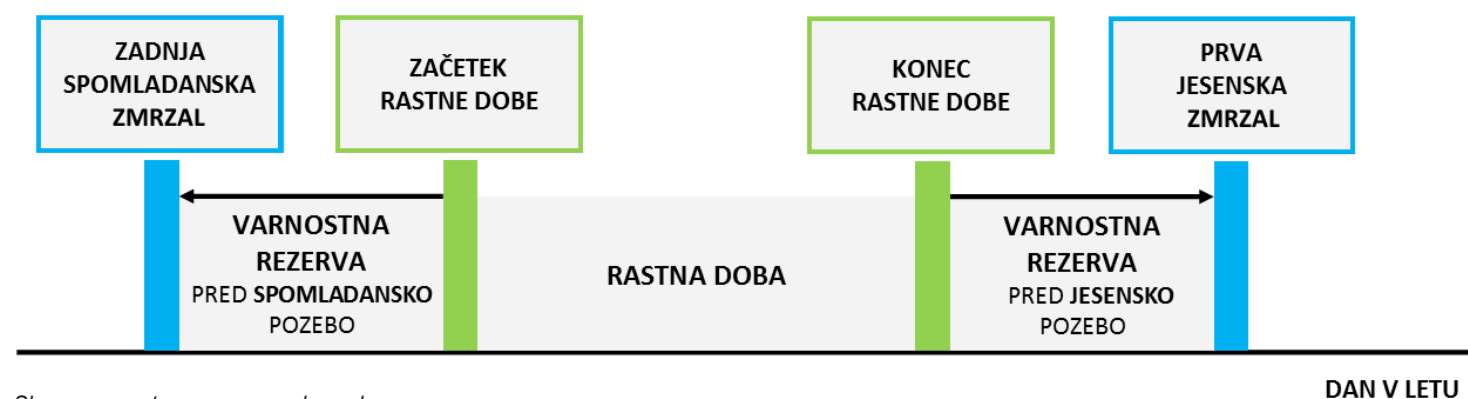 ZADNJA
SPOMLADANSKA
ZMRZAL
ZAČETEK
RASTNE DOBE
KONEC
RASTNE DOBE
PRVA
JESENSKA
ZMRZAL
VARNOSTNA
REZERVA
PRED SPOMLADANSKO
POZEBO
RASTNA DOBA
VARNOSTNA
REZERVA
PRED JESENSKO
POZEBO
DAN V LETU